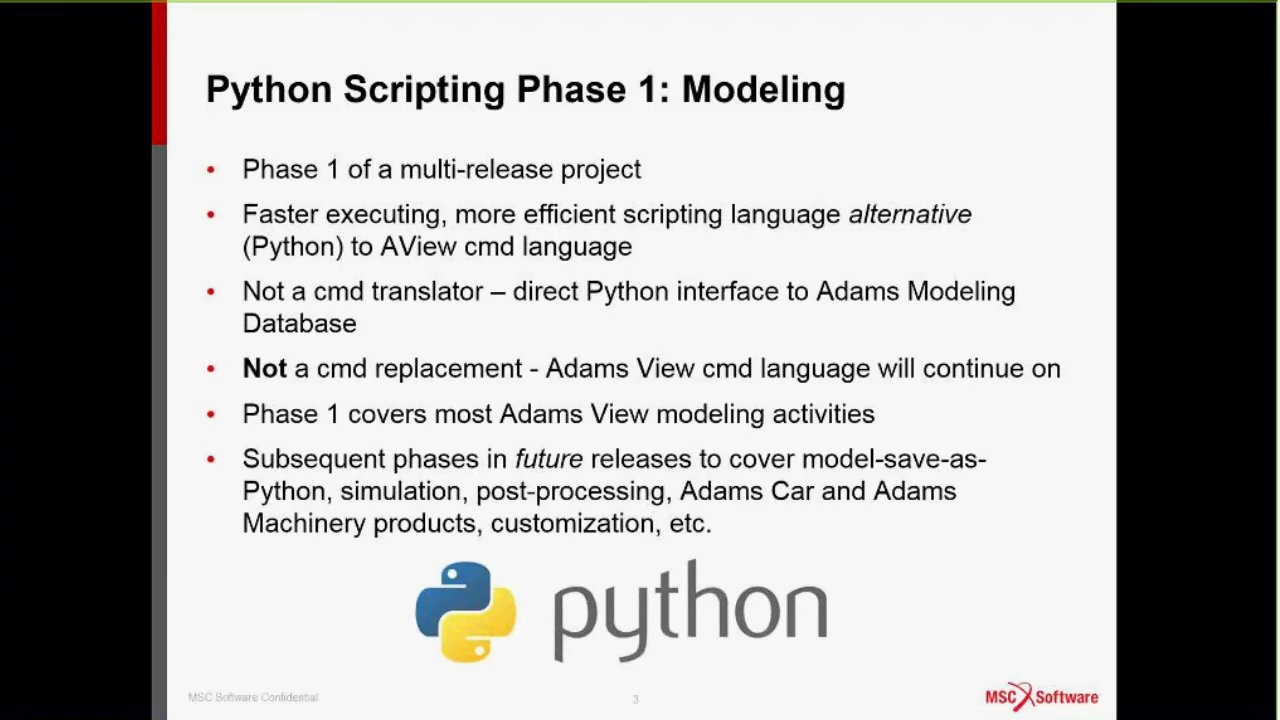 Python Scripting Phase 1: Modeling
• Phase 1 of a multi-release project
• Faster executing, more efficient scripting language alternative
(Python) to AView cmd language
• Not a cmd translator – direct Python interface to Adams Modeling
Database
• Not a cmd replacement - Adams View cmd language will continue on
• Phase 1 covers most Adams View modeling activities
• Subsequent phases in future releases to cover model-save-as-
Python, simulation, post-processing, Adams Car and Adams
Machinery products, customization, etc.
python
MSC Software Confidential
3
MSC Software